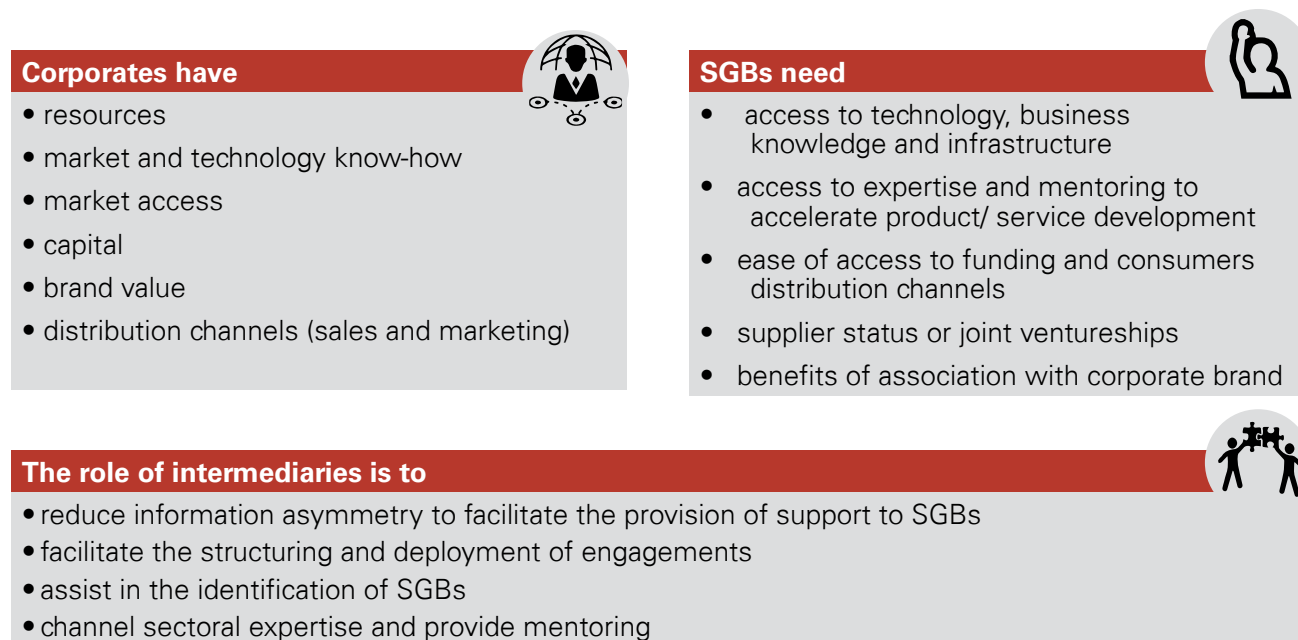 Corporates have
• resources
• market and technology know-how
• market access
• capital
• brand value
• distribution channels (sales and marketing)
SGBs need
• access to technology, business
knowledge and infrastructure
• access to expertise and mentoring to
accelerate product/ service development
• ease of access to funding and consumers
distribution channels
• supplier status or joint ventureships
• benefits of association with corporate brand
The role of intermediaries is to
• reduce information asymmetry to facilitate the provision of support to SGBs
• facilitate the structuring and deployment of engagements
• assist in the identification of SGBs
• channel sectoral expertise and provide mentoring